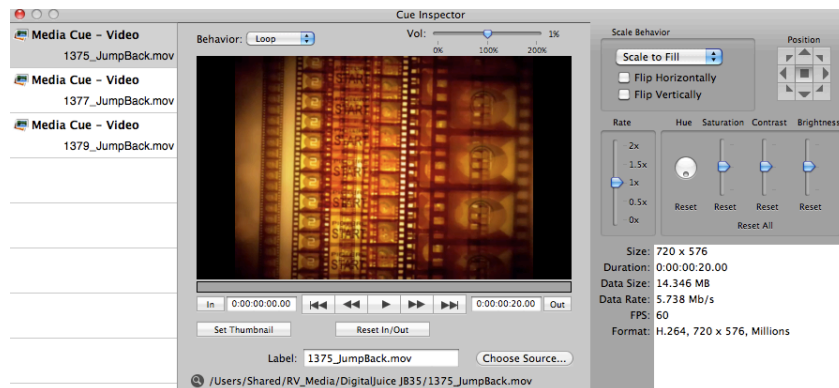 Cue Inspector
Media Cue – Video
1375_JumpBack.mov
Media Cue – Video
1377_JumpBack.mov
Media Cue – Video
1379_JumpBack.mov
Behavior: Loop
Vol: 1%
0% 100% 200%
START
START
START
In 0:00:00:00.00 0:00:00:20.00 Out
Set Thumbnail Reset In/Out
Label: 1375_JumpBack.mov Choose Source...
/Users/Shared/RV_Media/DigitalJuice JB35/1375_JumpBack.mov
Scale Behavior
Scale to Fill
Flip Horizontally
Flip Vertically
Position
Rate Hue Saturation Contrast Brightness
2x
1.5x
1x
0.5x
0x
Reset Reset Reset Reset
Reset All
Size: 720 x 576
Duration: 0:00:00:20.00
Data Size: 14.346 MB
Data Rate: 5.738 Mb/s
FPS: 60
Format: H.264, 720 x 576, Millions